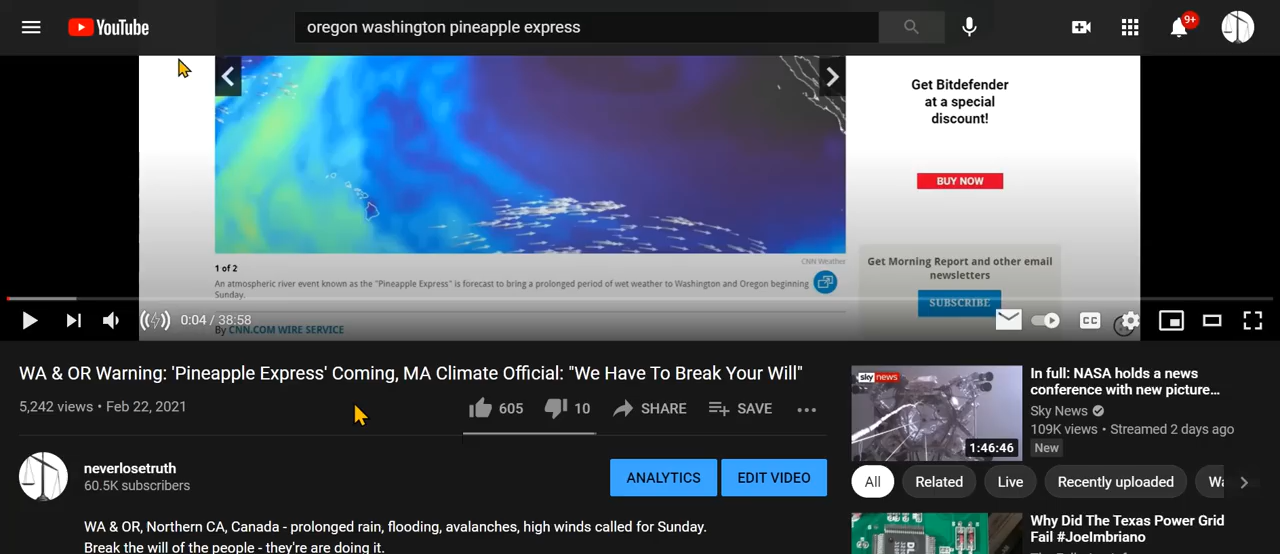 YouTube
oregon washington pineapple express
9+
Get Bitdefender
at a special
discount!
BUY NOW
CNN Weather
1 of 2
An atmospheric river event known as the "Pineapple Express" is forecast to bring a prolonged period of wet weather to Washington and Oregon beginning
Sunday.
Get Morning Report and other email
newsletters
SUBSCRIBE
By CNN.COM WIRE SERVICE
0:04 / 38:58
CC
WA & OR Warning: 'Pineapple Express' Coming, MA Climate Official: "We Have To Break Your Will"
5,242 views • Feb 22, 2021
605
10
SHARE
SAVE
neverlosetruth
60.5K subscribers
ANALYTICS
EDIT VIDEO
WA & OR, Northern CA, Canada - prolonged rain, flooding, avalanches, high winds called for Sunday.
Break the will of the people - they're are doing it.
sky news
1:46:46
In full: NASA holds a news
conference with new picture...
Sky News
109K views • Streamed 2 days ago
New
All
Related
Live
Recently uploaded
Why Did The Texas Power Grid
Fail #JoeImbriano